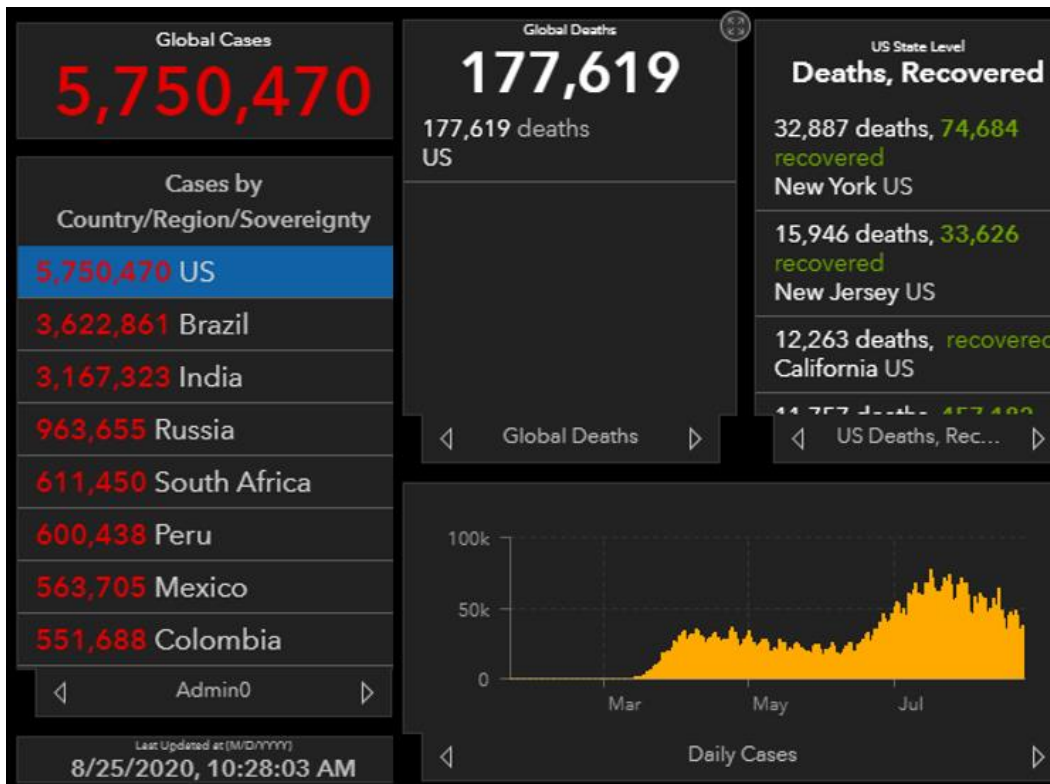 Global Cases
5,750,470
Cases by
Country/Region/Sovereignty
5,750,470 US
3,622,861 Brazil
3,167,323 India
963,655 Russia
611,450 South Africa
600,438 Peru
563,705 Mexico
551,688 Colombia
Admin0
Last Updated at (M/D/YYYY)
8/25/2020, 10:28:03 AM
Global Deaths
177,619
177,619 deaths
US
Global Deaths
US State Level
Deaths, Recovered
32,887 deaths, 74,684
recovered
New York US
15,946 deaths, 33,626
recovered
New Jersey US
12,263 deaths, recovered
California US
US Deaths, Rec...
100k
50k
0
Mar May Jul
Daily Cases